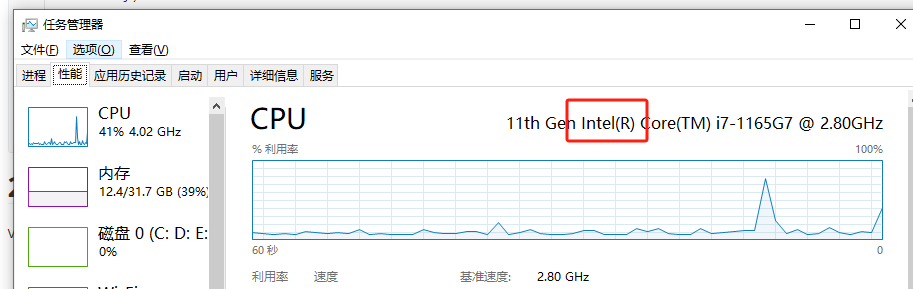 任务管理器
文件(F) 选项(O) 查看(V)
进程 性能 应用历史记录 启动 用户 详细信息 服务
CPU
41% 4.02 GHz
内存
12.4/31.7 GB (39%)
磁盘 0 (C: D: E:
0%
CPU
11th Gen Intel(R) Core(TM) i7-1165G7 @ 2.80GHz
% 利用率 100%
60 秒 0
利用率 速度 基准速度: 2.80 GHz